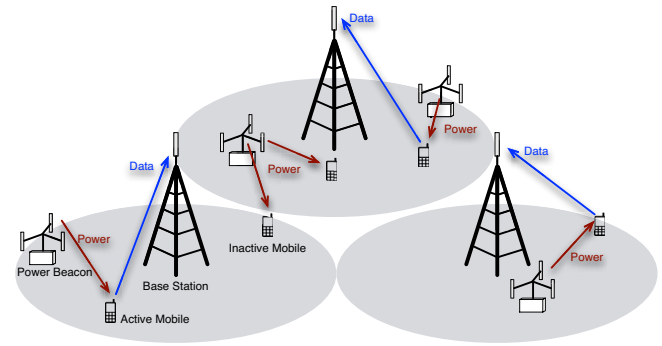 Data
Power
Data
Power
Data
Power
Inactive Mobile
Power Beacon
Base Station
Power
Active Mobile